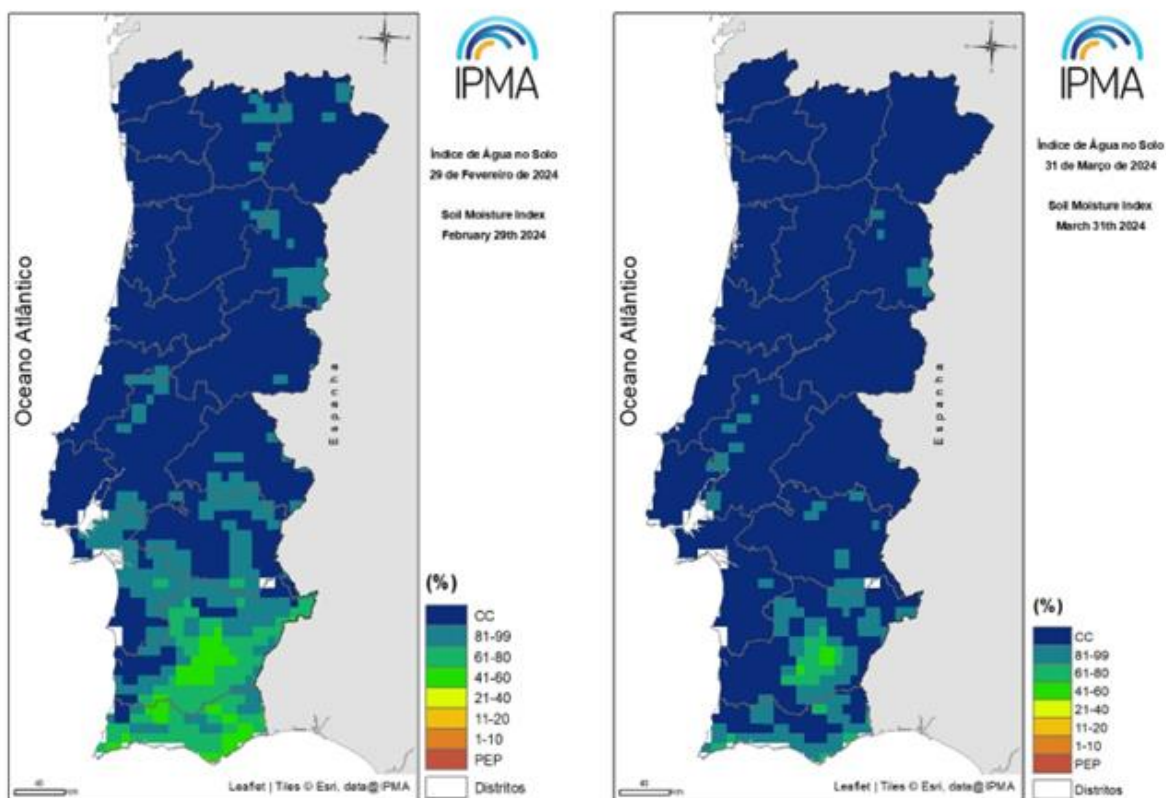 IPMA
Índice de Água no Solo
29 de Fevereiro de 2024
Soil Moisture Index
February 29th 2024
Oceano Atlântico
Espanha
(%)
CC
81-99
61-80
41-60
21-40
11-20
1-10
PEP
Distritos
40
km
Leaflet | Tiles © Esri, data@IPMA
IPMA
Índice de Água no Solo
31 de Março de 2024
Soil Moisture Index
March 31th 2024
Oceano Atlântico
Espanha
(%)
CC
81-99
61-80
41-60
21-40
11-20
1-10
PEP
Distritos
40
km
Leaflet | Tiles © Esri, data@IPMA